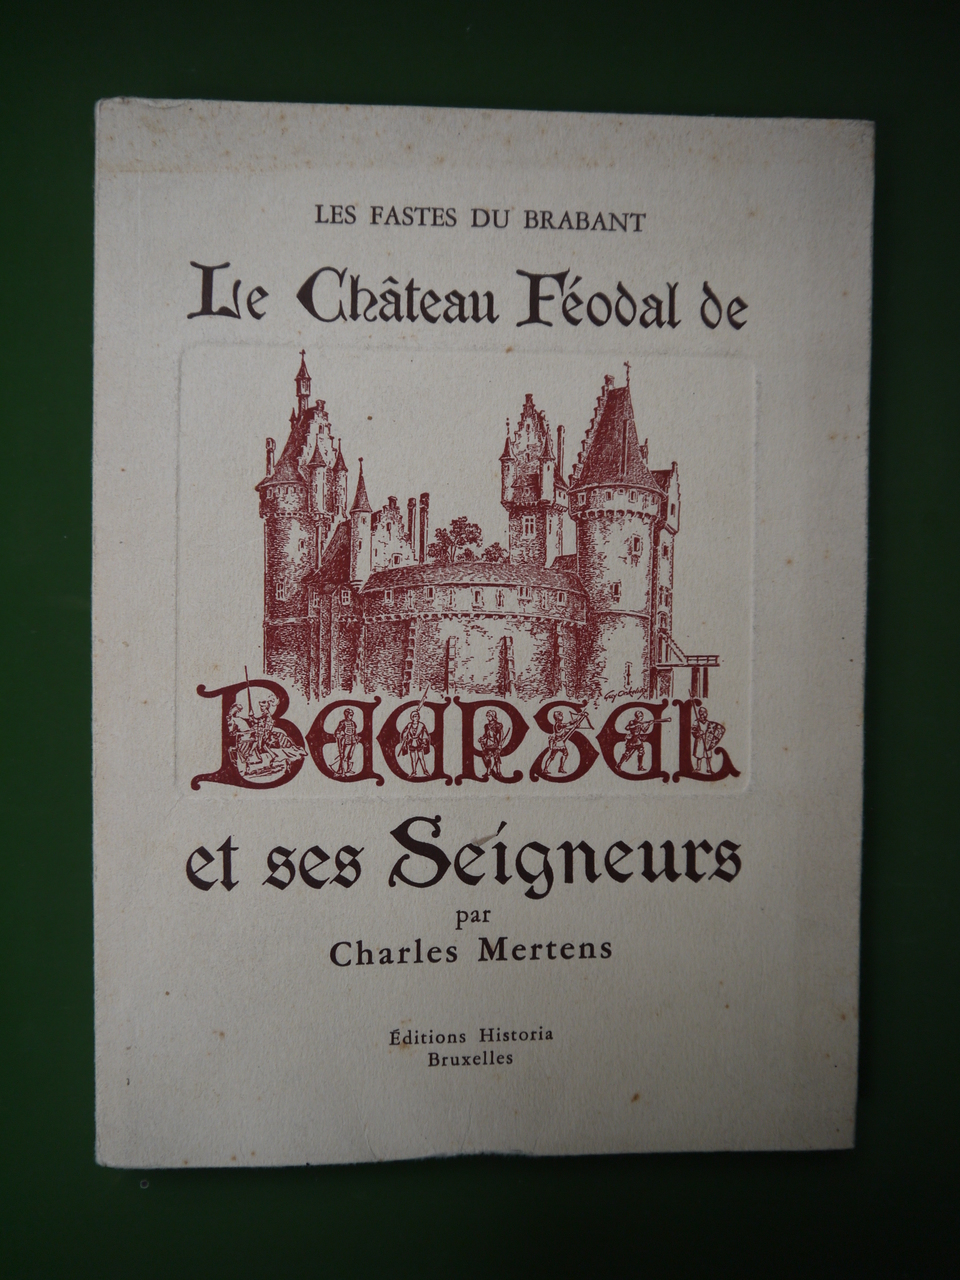 LES FASTES DU BRABANT
Le Château Féodal de
Beersel
et ses Seigneurs
par
Charles Mertens
Éditions Historia
Bruxelles